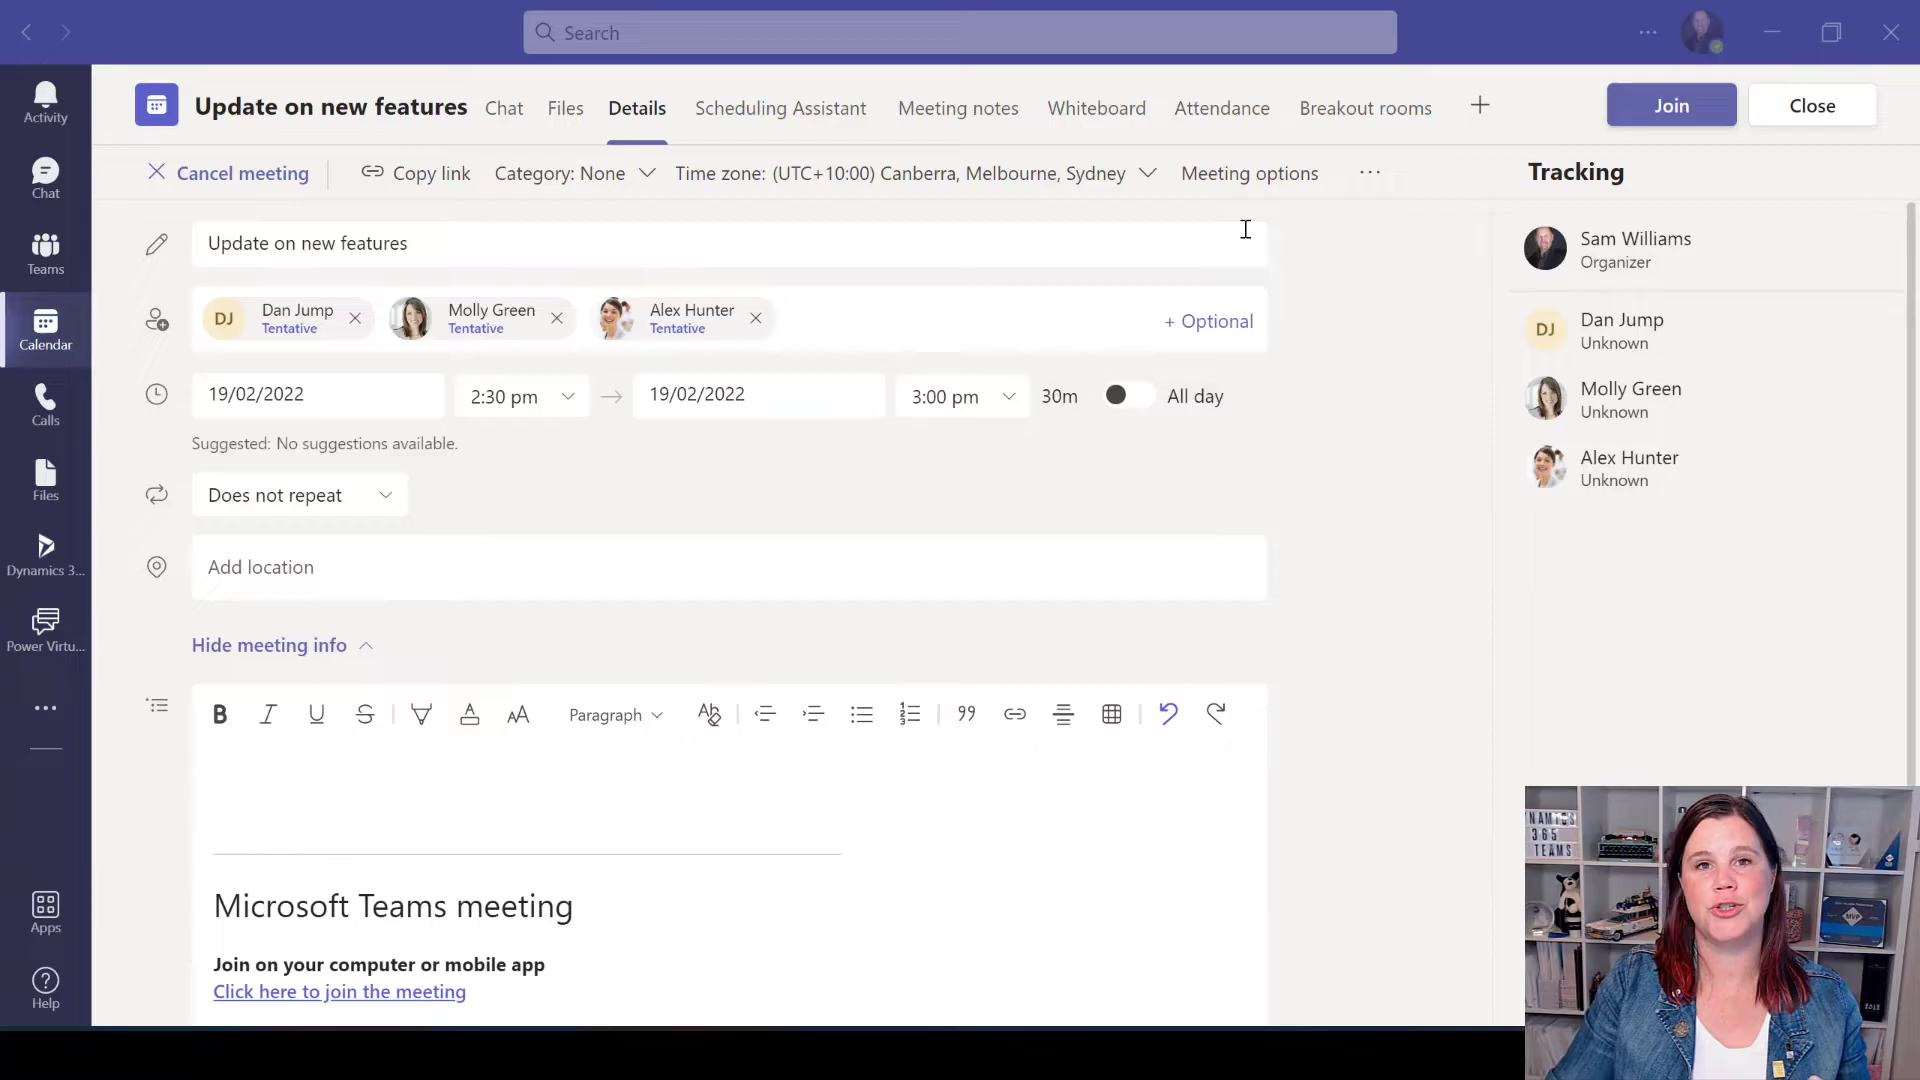 Search
Activity
Chat
Teams
Calendar
Calls
Files
Dynamics 3...
Power Virtu...
Apps
Help
Update on new features
Chat
Files
Details
Scheduling Assistant
Meeting notes
Whiteboard
Attendance
Breakout rooms
Join
Close
Cancel meeting
Copy link
Category: None
Time zone: (UTC+10:00) Canberra, Melbourne, Sydney
Meeting options
Update on new features
DJ
Dan Jump
Tentative
Molly Green
Tentative
Alex Hunter
Tentative
+ Optional
19/02/2022
2:30 pm
19/02/2022
3:00 pm
30m
All day
Suggested: No suggestions available.
Does not repeat
Add location
Hide meeting info
Paragraph
Microsoft Teams meeting
Join on your computer or mobile app
Click here to join the meeting
Tracking
Sam Williams
Organizer
DJ
Dan Jump
Unknown
Molly Green
Unknown
Alex Hunter
Unknown
NAMICS
365
TEAMS
MVP